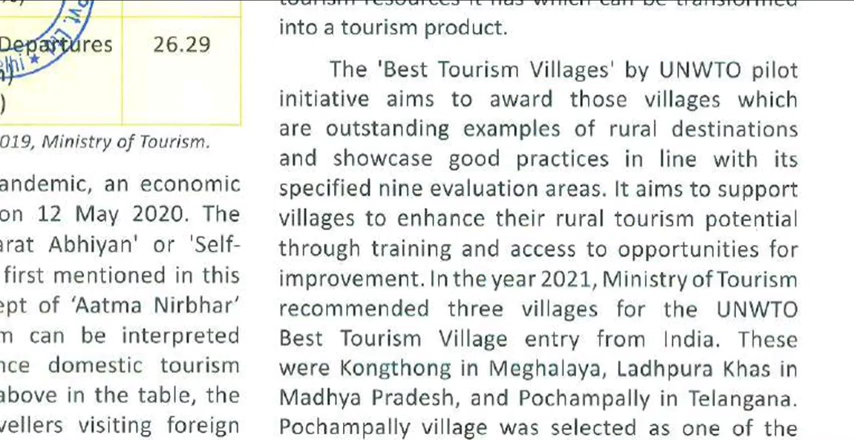 Departures 26.29
)
019, Ministry of Tourism.
andemic, an economic
on 12 May 2020. The
arat Abhiyan' or 'Self-
first mentioned in this
ept of ‘Aatma Nirbhar’
m can be interpreted
nce domestic tourism
above in the table, the
vellers visiting foreign
into a tourism product.
The 'Best Tourism Villages' by UNWTO pilot
initiative aims to award those villages which
are outstanding examples of rural destinations
and showcase good practices in line with its
specified nine evaluation areas. It aims to support
villages to enhance their rural tourism potential
through training and access to opportunities for
improvement. In the year 2021, Ministry of Tourism
recommended three villages for the UNWTO
Best Tourism Village entry from India. These
were Kongthong in Meghalaya, Ladhpura Khas in
Madhya Pradesh, and Pochampally in Telangana.
Pochampally village was selected as one of the